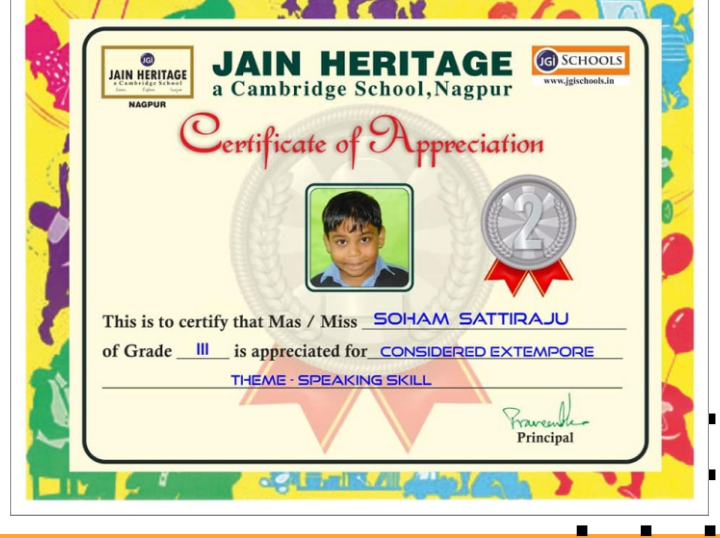 JGI
JAIN HERITAGE
a Cambridge School
NAGPUR
JAIN HERITAGE
a Cambridge School, Nagpur
JGI SCHOOLS
www.jgischools.in
Certificate of Appreciation
2
This is to certify that Mas / Miss SOHAM SATTIRAJU
of Grade III is appreciated for CONSIDERED EXTEMPORE
THEME - SPEAKING SKILL
Praveen
Principal